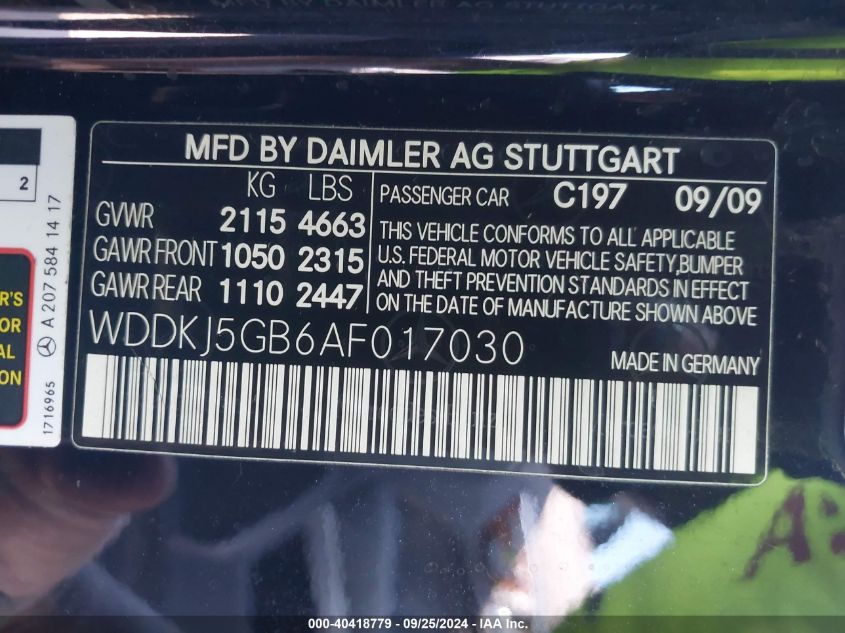 MFD BY DAIMLER AG STUTTGART
KG LBS
GVWR 2115 4663
GAWR FRONT 1050 2315
GAWR REAR 1110 2447
PASSENGER CAR C197 09/09
THIS VEHICLE CONFORMS TO ALL APPLICABLE
U.S. FEDERAL MOTOR VEHICLE SAFETY,BUMPER
AND THEFT PREVENTION STANDARDS IN EFFECT
ON THE DATE OF MANUFACTURE SHOWN ABOVE
WDDKJ5GB6AF017030
MADE IN GERMANY
2
A 207 584 14 17
1716965
000-40418779 - 09/25/2024 - IAA Inc.